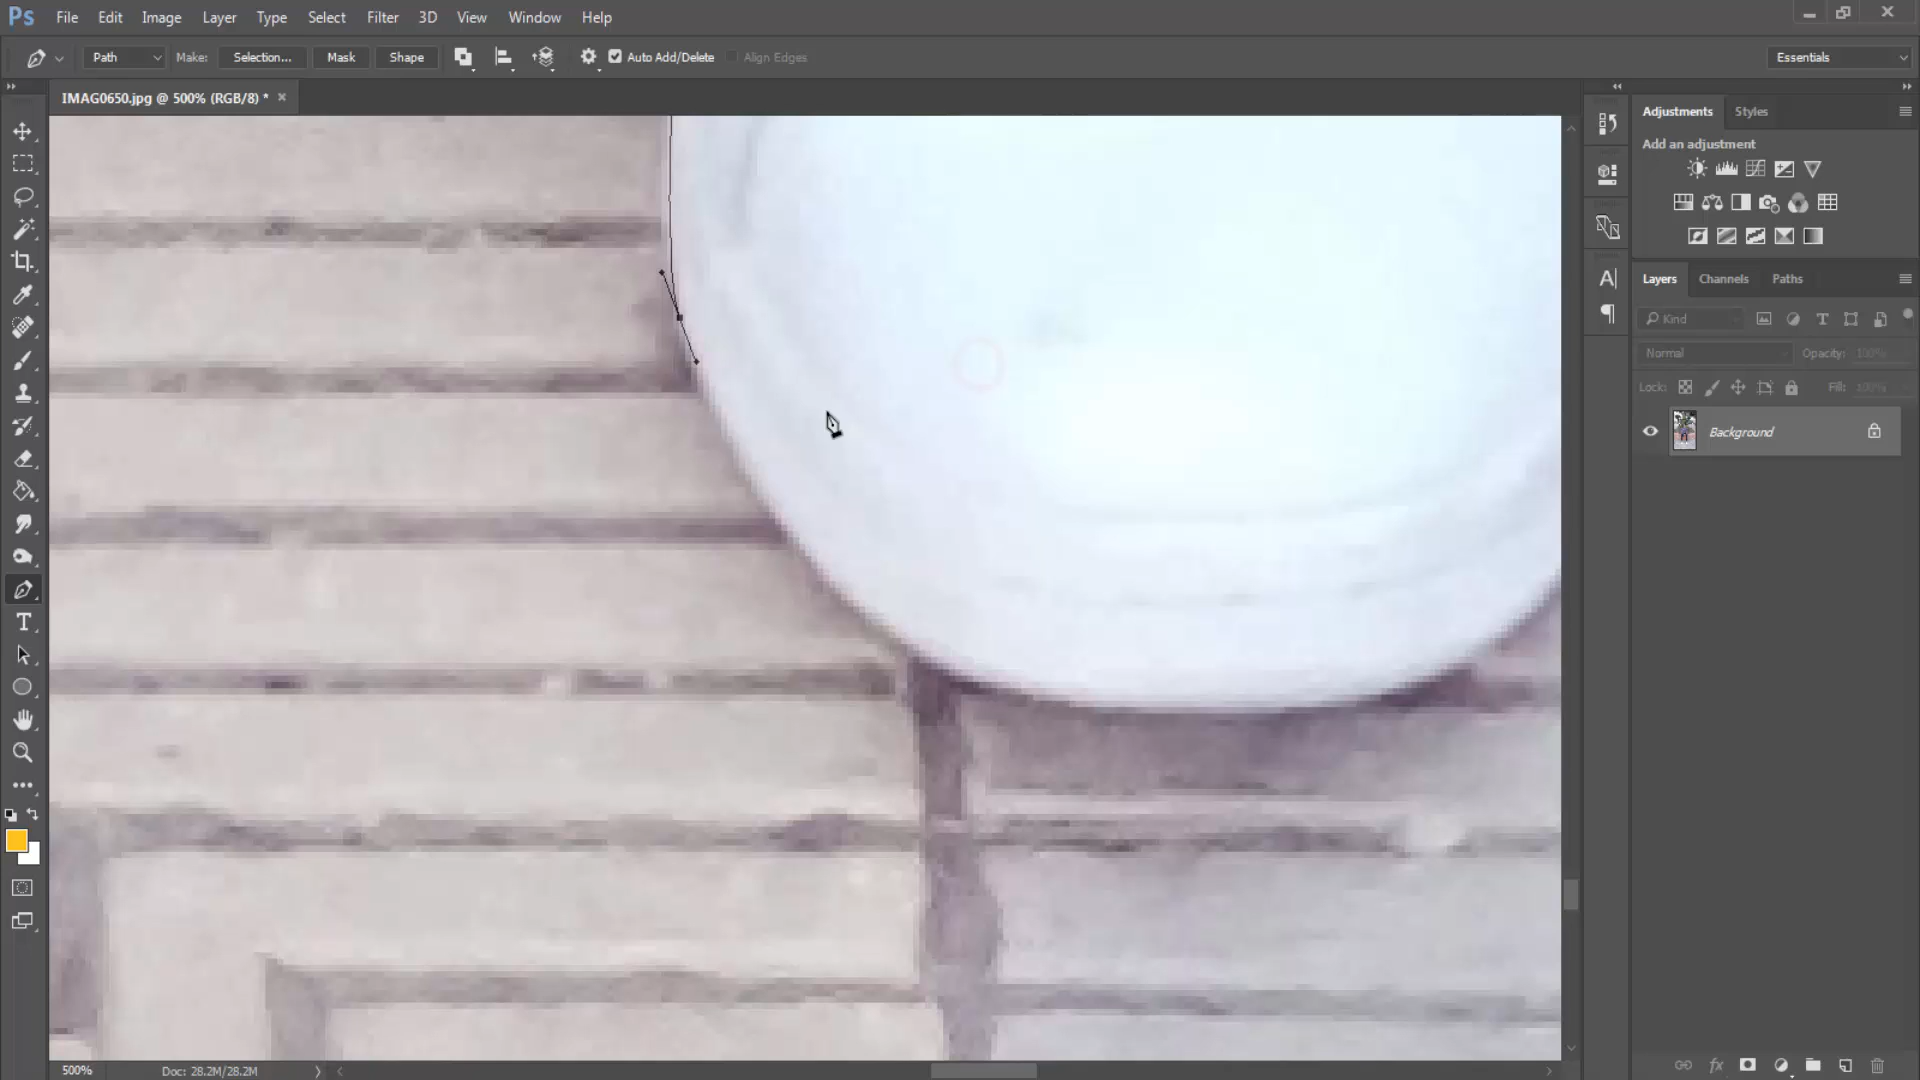 Ps File Edit Image Layer Type Select Filter 3D View Window Help
Path Make: Selection... Mask Shape Auto Add/Delete Align Edges Essentials
IMAG0650.jpg @ 500% (RGB/8) *
Adjustments Styles
Add an adjustment
Layers Channels Paths
Kind
Normal Opacity: 100%
Lock: Fill: 100%
Background
500% Doc: 28.2M/28.2M